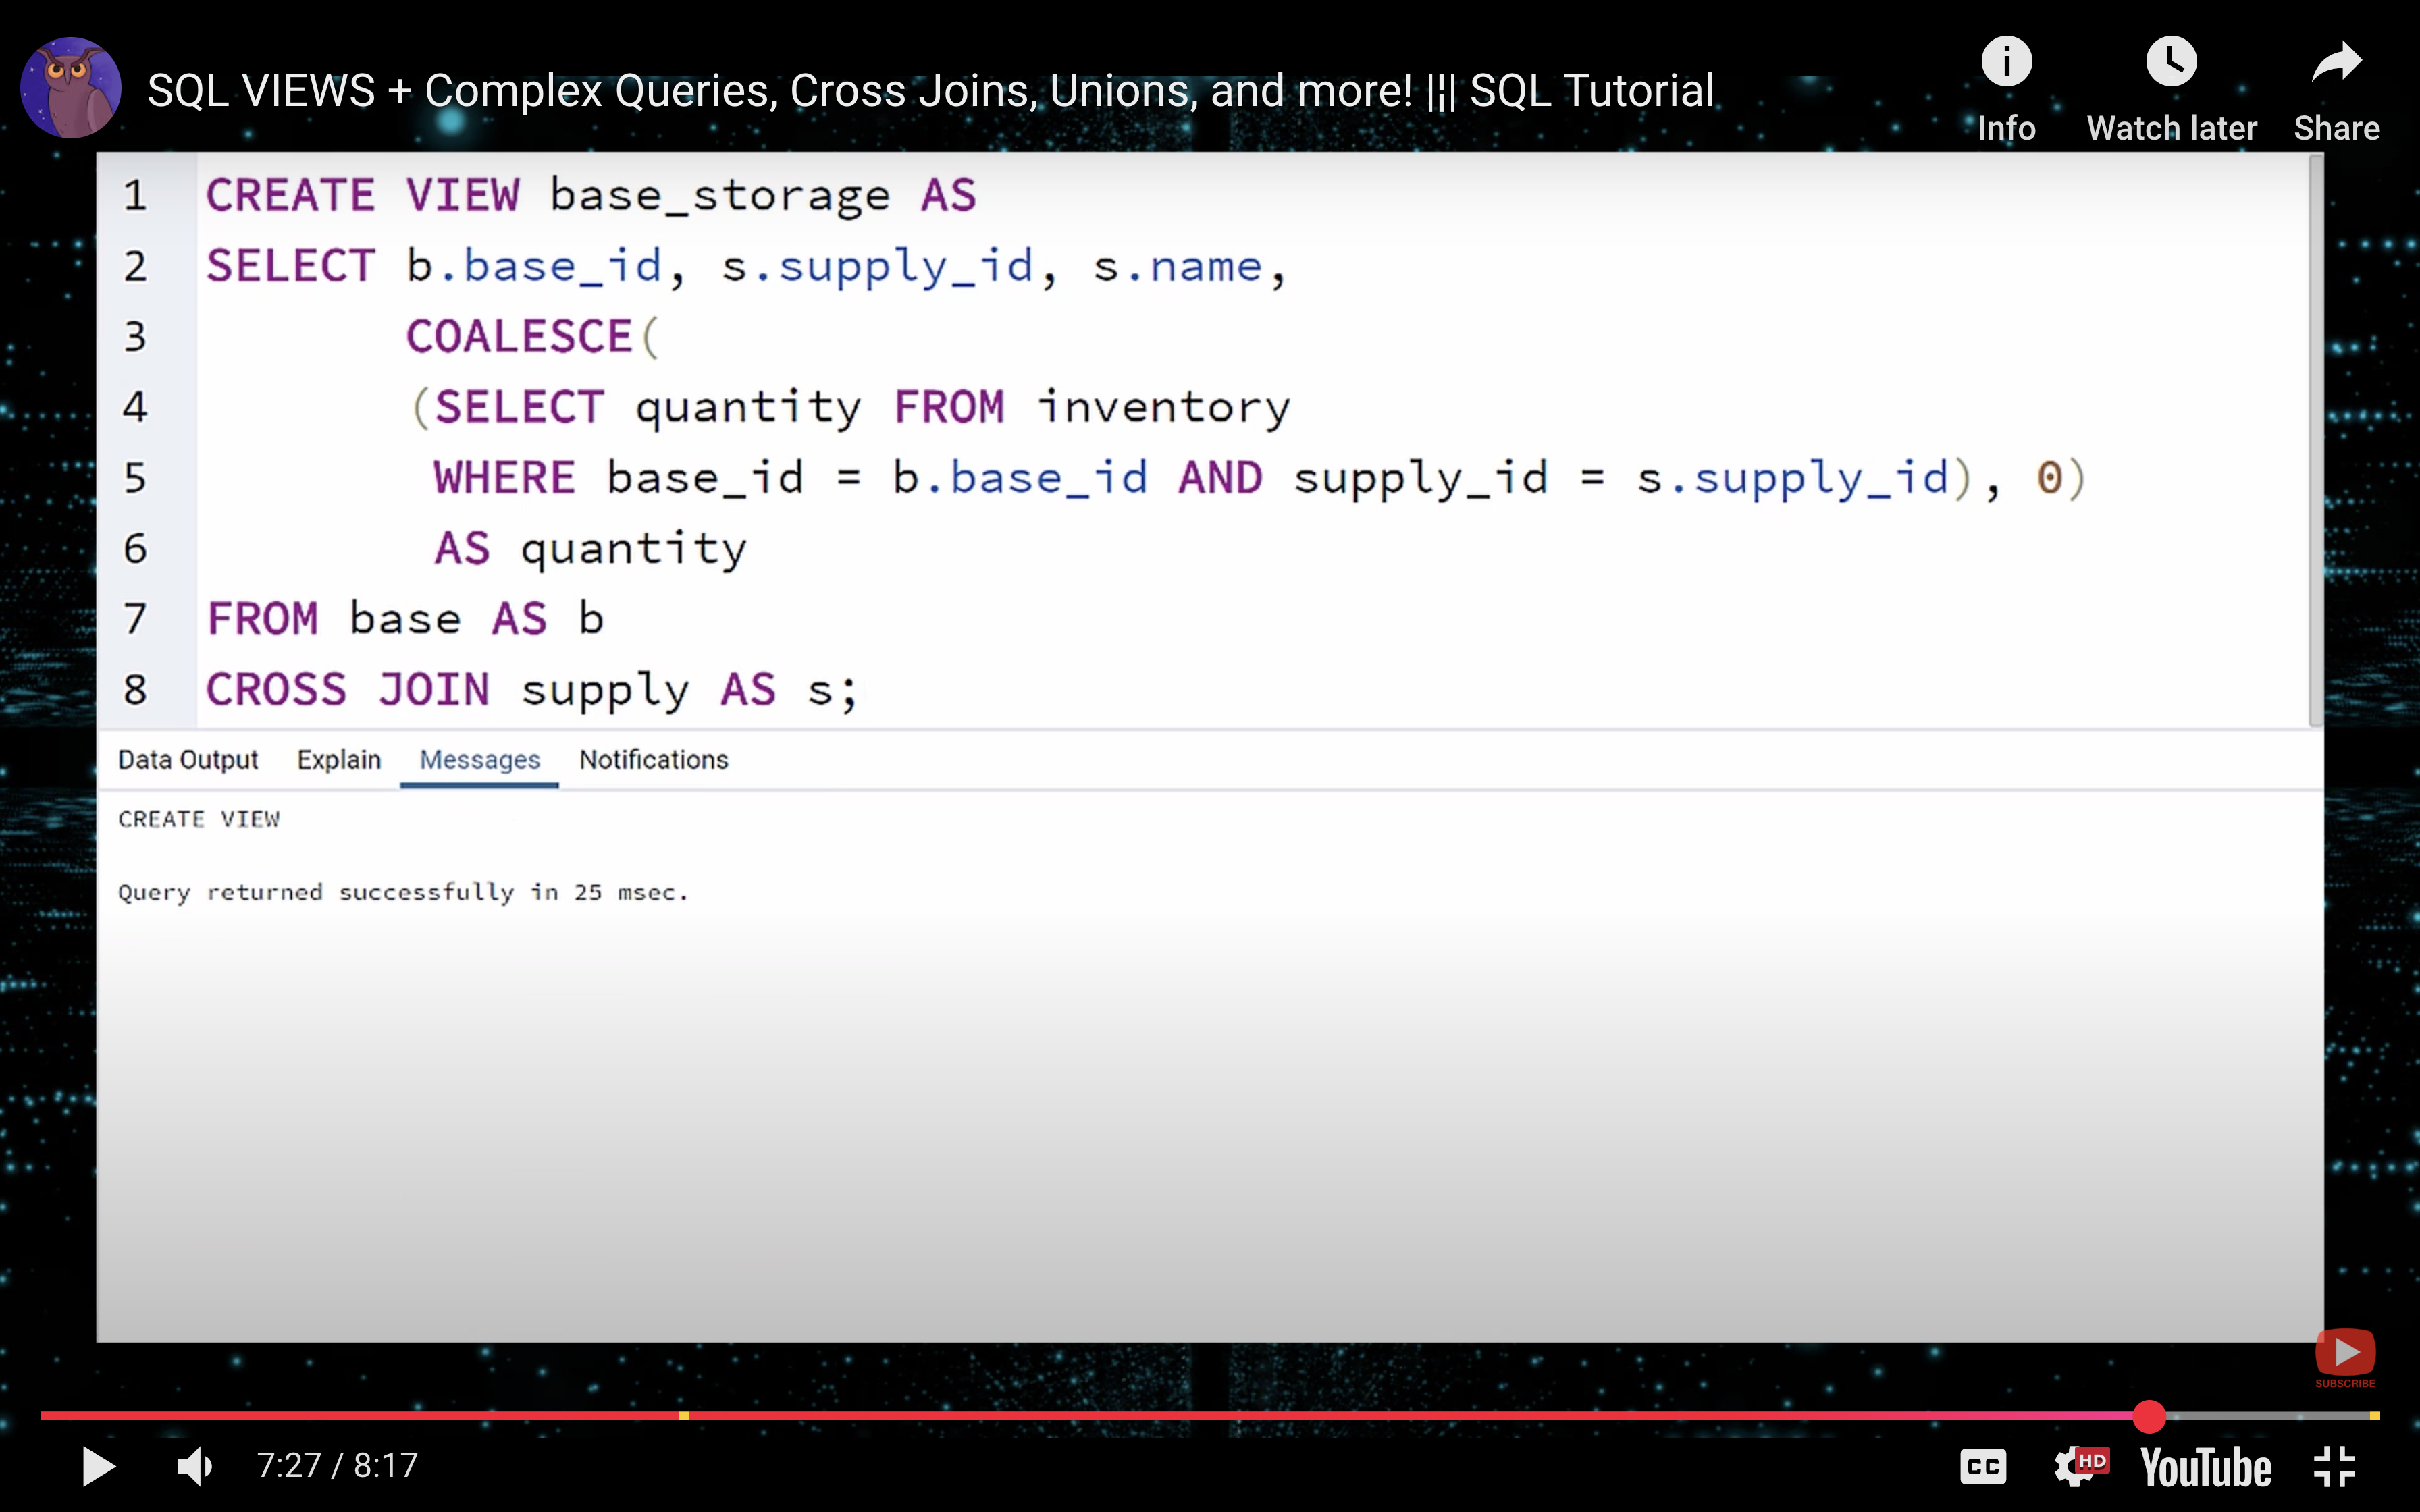 SQL VIEWS + Complex Queries, Cross Joins, Unions, and more! |¦| SQL Tutorial
Info
Watch later
Share
1 CREATE VIEW base_storage AS
2 SELECT b.base_id, s.supply_id, s.name,
3 COALESCE(
4 (SELECT quantity FROM inventory
5 WHERE base_id = b.base_id AND supply_id = s.supply_id), 0)
6 AS quantity
7 FROM base AS b
8 CROSS JOIN supply AS s;
Data Output Explain Messages Notifications
CREATE VIEW
Query returned successfully in 25 msec.
SUBSCRIBE
7:27 / 8:17
CC
HD
YouTube